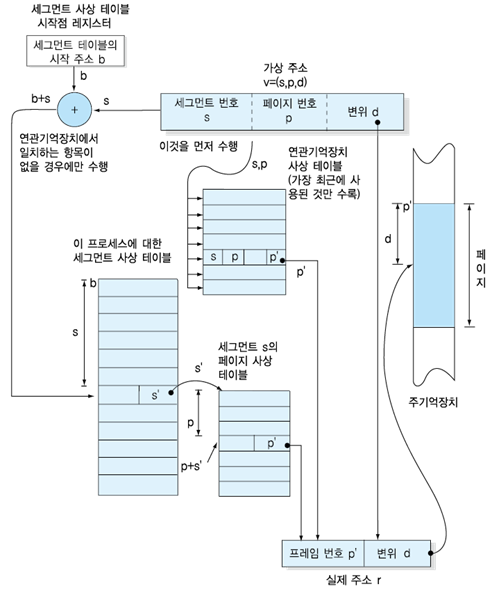 세그먼트 사상 테이블
시작점 레지스터
세그먼트 테이블의
시작 주소 b
b
b+s
s
+
가상 주소
v=(s,p,d)
세그먼트 번호
s
페이지 번호
p
변위 d
연관기억장치에서
일치하는 항목이
없을 경우에만 수행
이것을 먼저 수행
s,p
연관기억장치
사상 테이블
(가장 최근에 사
용된 것만 수록)
s
p
p'
p'
p'
d
페이지
주기억장치
이 프로세스에 대한
세그먼트 사상 테이블
b
s
s'
s'
세그먼트 s의
페이지 사상
테이블
p
p+s'
p'
프레임 번호 p'
변위 d
실제 주소 r